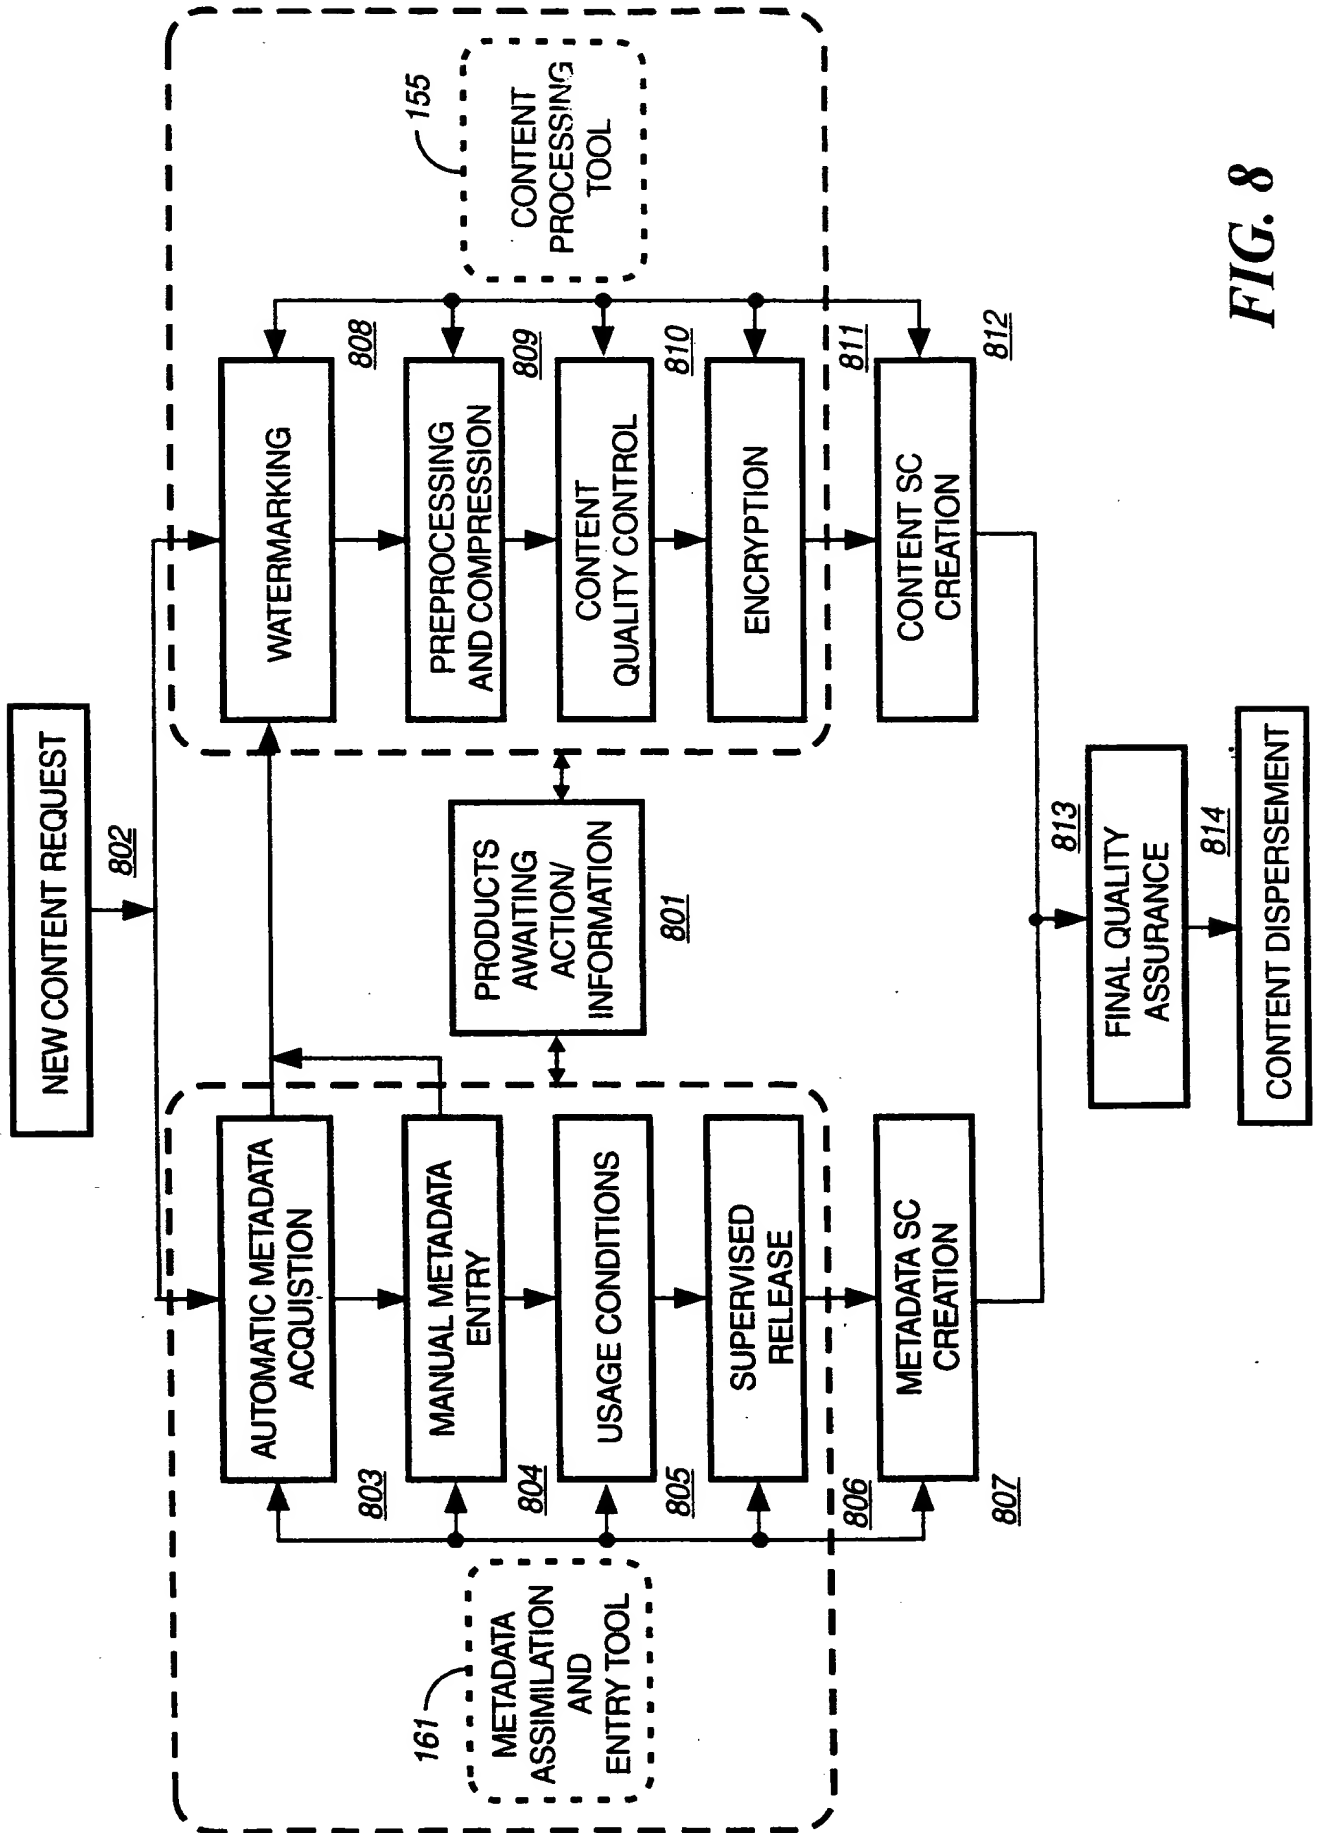 NEW CONTENT REQUEST
802
AUTOMATIC METADATA
ACQUISTION
803
MANUAL METADATA
ENTRY
804
USAGE CONDITIONS
805
SUPERVISED
RELEASE
806
METADATA SC
CREATION
807
161
METADATA
ASSIMILATION
AND
ENTRY TOOL
PRODUCTS
AWAITING
ACTION/
INFORMATION
801
WATERMARKING
808
PREPROCESSING
AND COMPRESSION
809
CONTENT
QUALITY CONTROL
810
ENCRYPTION
811
CONTENT SC
CREATION
812
155
CONTENT
PROCESSING
TOOL
813
FINAL QUALITY
ASSURANCE
814
CONTENT DISPERSEMENT
FIG. 8